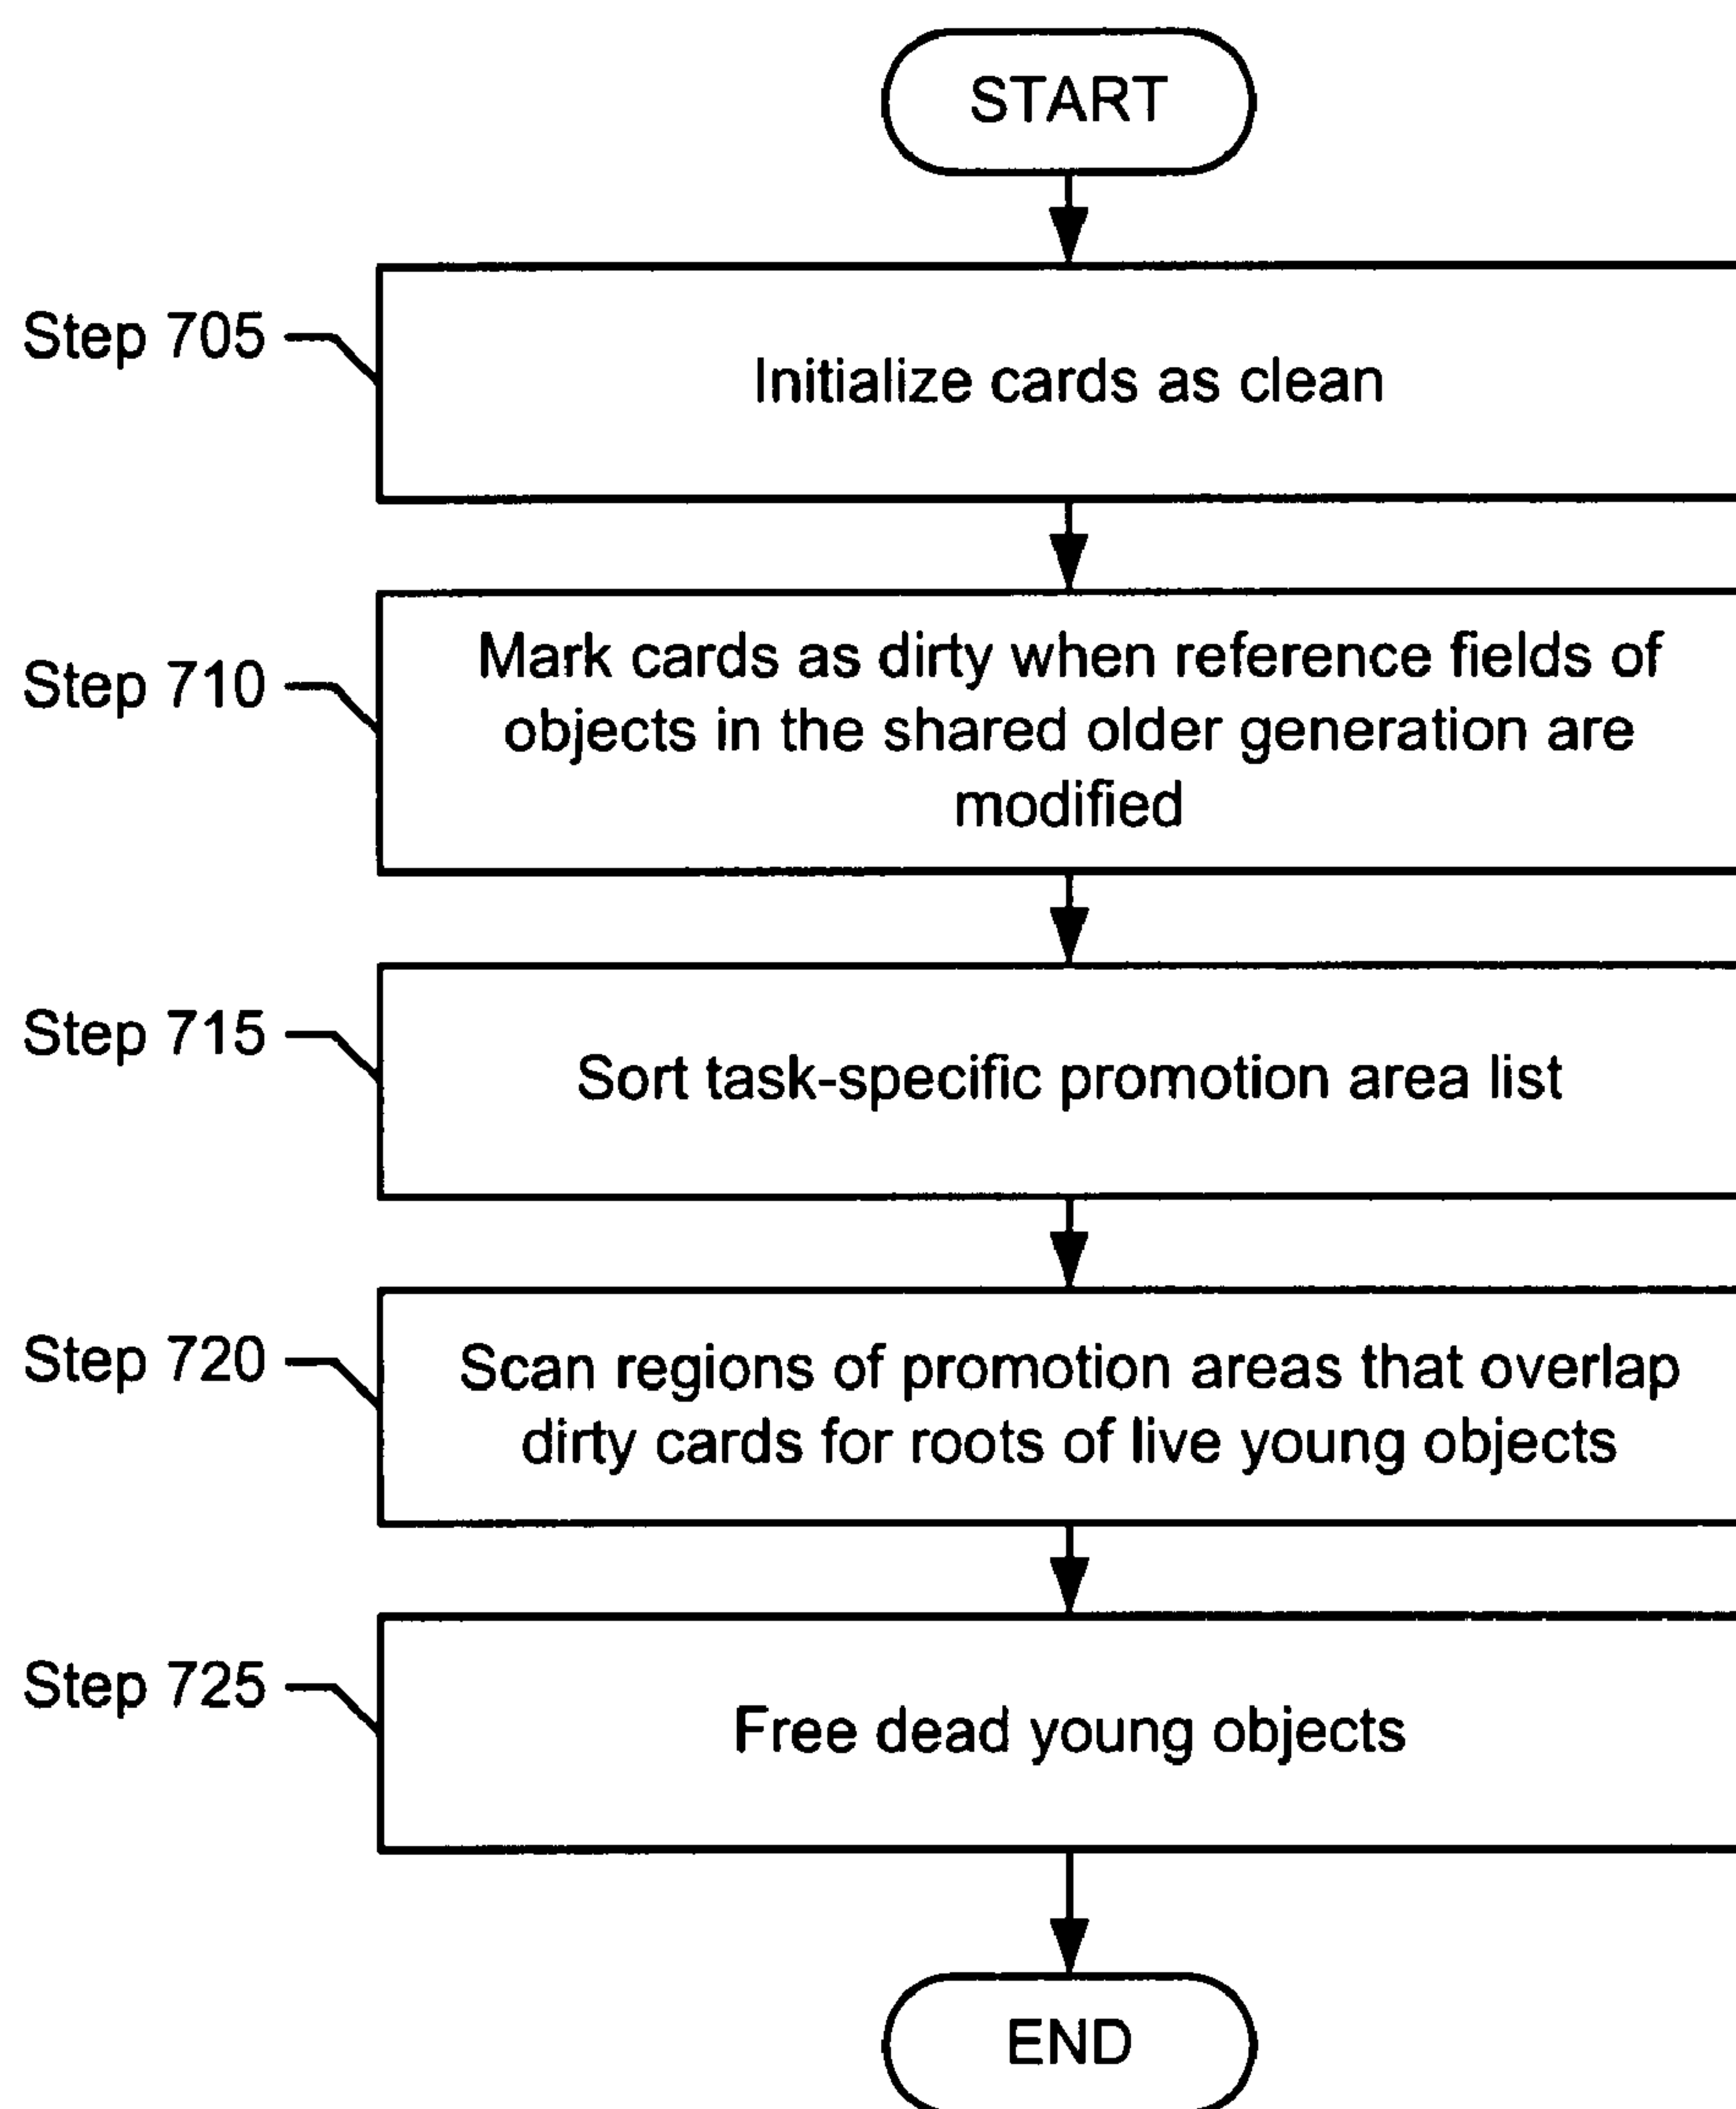 START
Step 705
Initialize cards as clean
Step 710
Mark cards as dirty when reference fields of
objects in the shared older generation are
modified
Step 715
Sort task-specific promotion area list
Step 720
Scan regions of promotion areas that overlap
dirty cards for roots of live young objects
Step 725
Free dead young objects
END